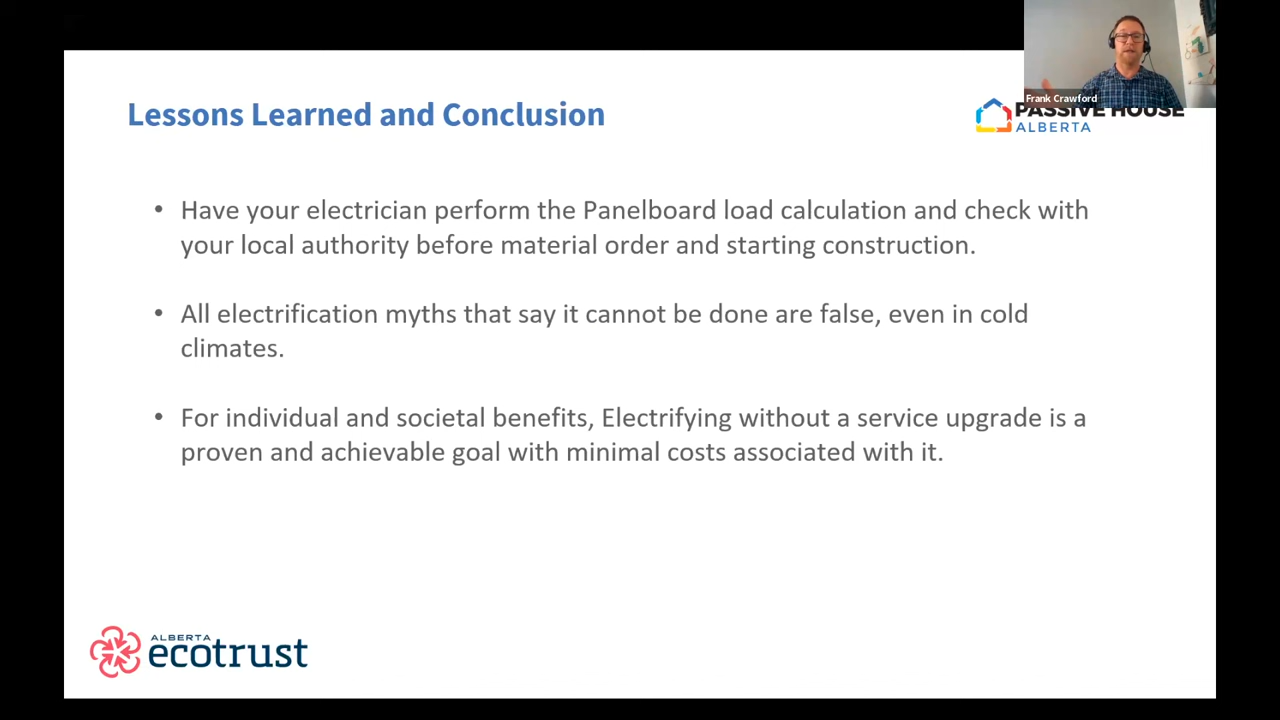 Frank Crawford
Lessons Learned and Conclusion
PASSIVE HOUSE
ALBERTA
• Have your electrician perform the Panelboard load calculation and check with
your local authority before material order and starting construction.
• All electrification myths that say it cannot be done are false, even in cold
climates.
• For individual and societal benefits, Electrifying without a service upgrade is a
proven and achievable goal with minimal costs associated with it.
ALBERTA
ecotrust